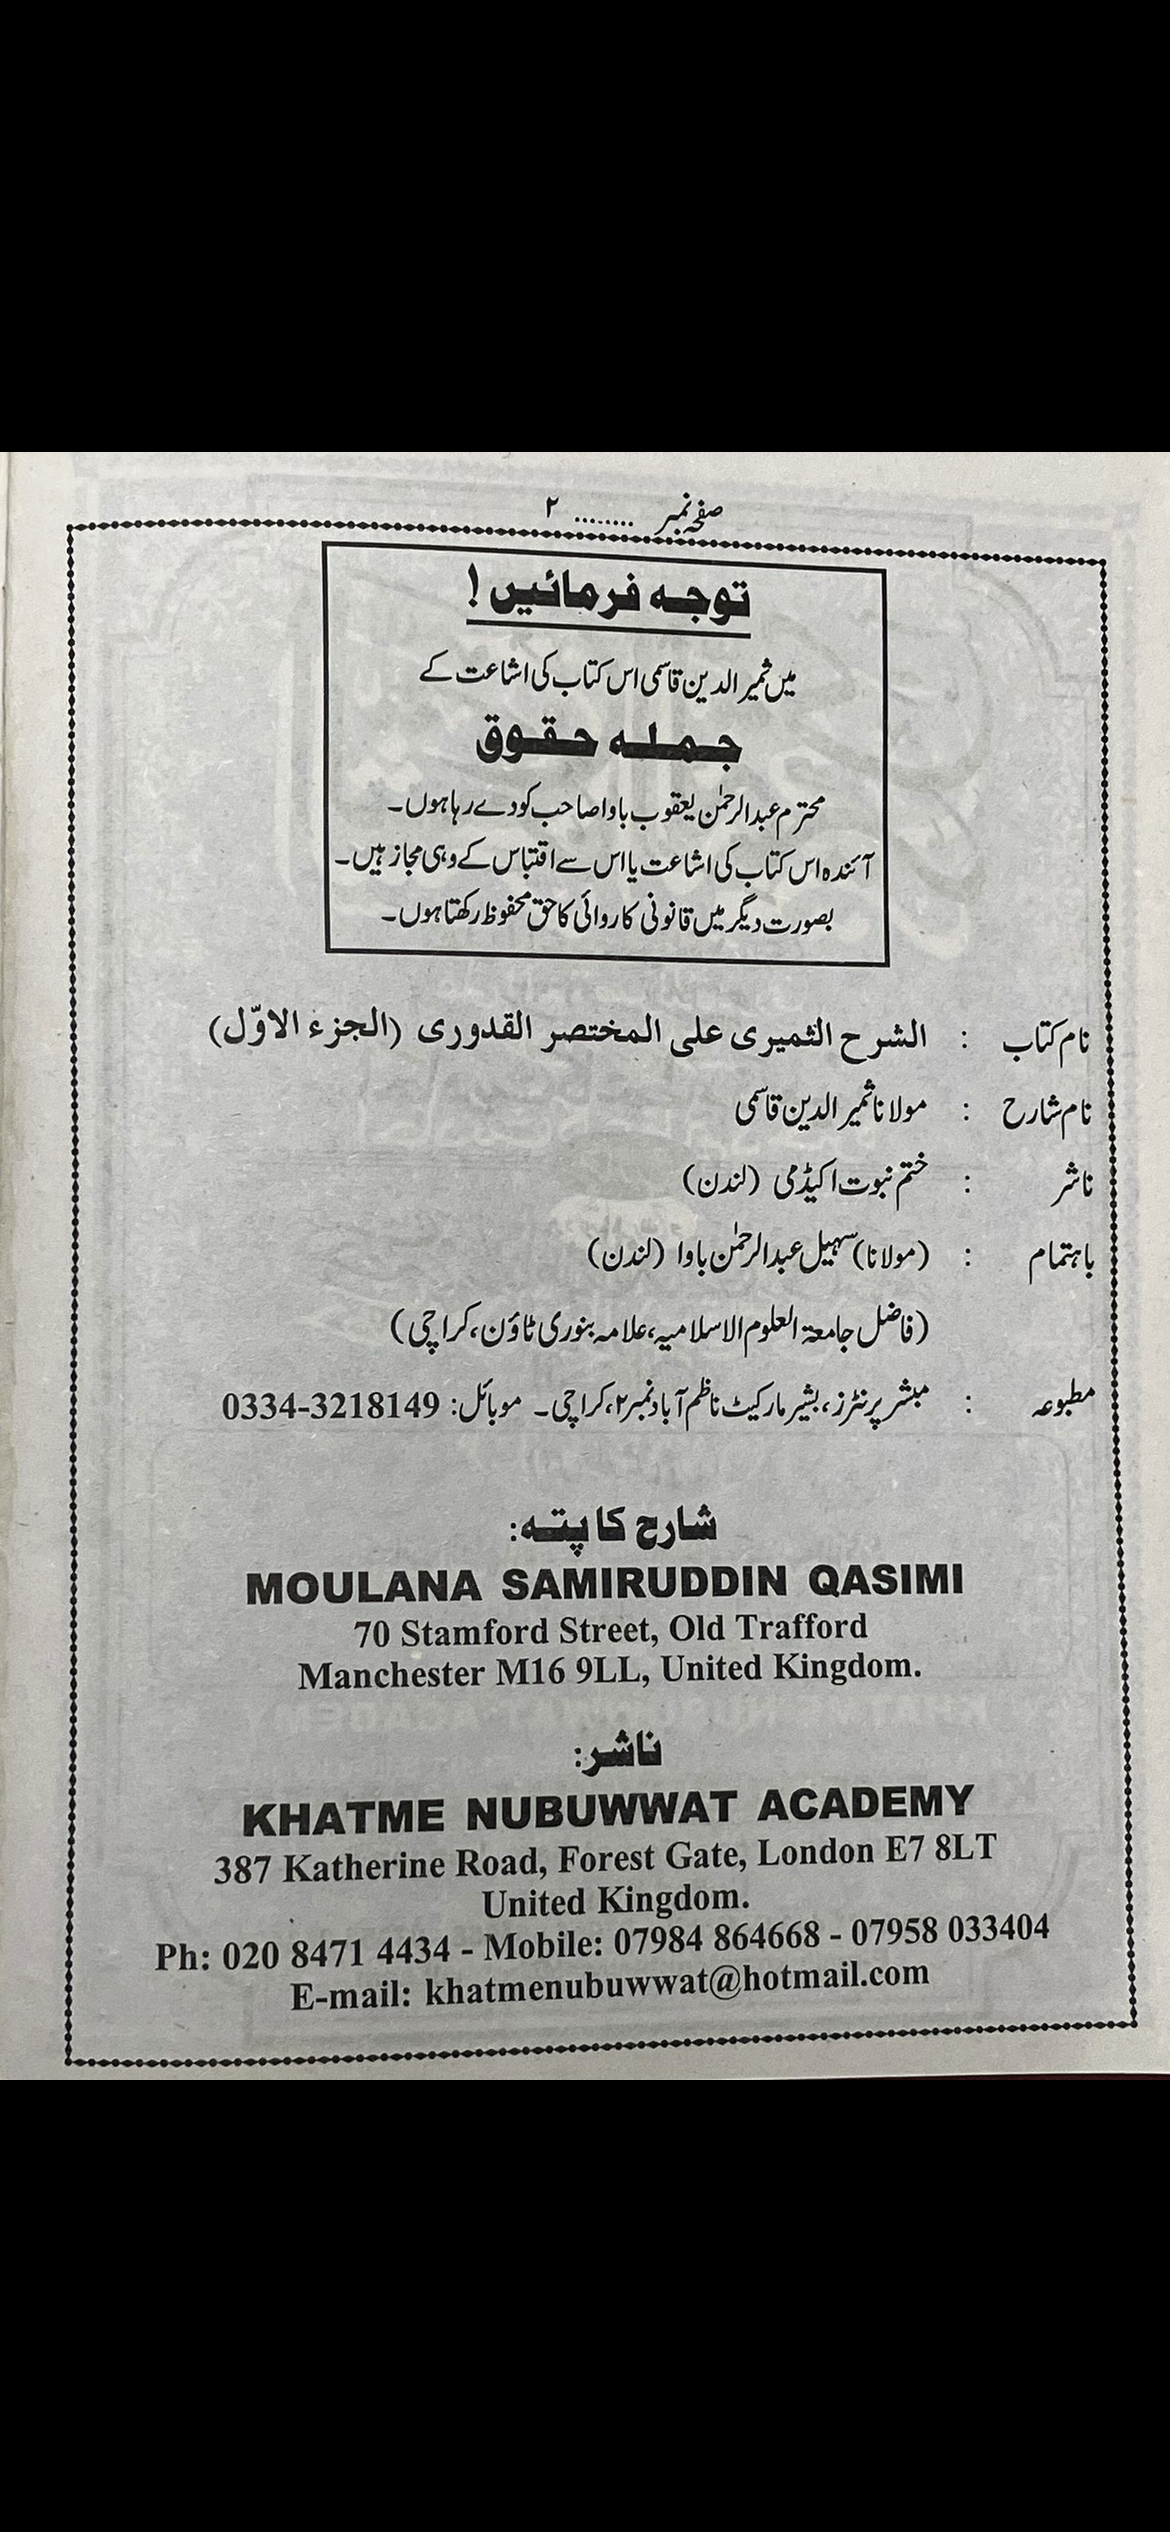 صفحہ نمبر ........ ۲
توجہ فرمائیں !
میں ثمیر الدین قاسمی اس کتاب کی اشاعت کے
جملہ حقوق
محترم عبدالرحمٰن یعقوب باوا صاحب کو دے رہا ہوں۔
آئندہ اس کتاب کی اشاعت یا اس سے اقتباس کے وہی مجاز ہیں۔
بصورت دیگر میں قانونی کاروائی کا حق محفوظ رکھتا ہوں۔
نام کتاب : الشرح الثمیری علی المختصر القدوری (الجزء الاوّل)
نام شارح : مولانا ثمیر الدین قاسمی
ناشر : ختم نبوت اکیڈمی (لندن)
باہتمام : (مولانا) سہیل عبدالرحمٰن باوا (لندن)
(فاضل جامعۃ العلوم الاسلامیہ، علامہ بنوری ٹاؤن، کراچی)
مطبوعہ : مبشر پرنٹرز، بشیر مارکیٹ ناظم آباد نمبر ۲، کراچی۔ موبائل: 0334-3218149
شارح کا پتہ:
MOULANA SAMIRUDDIN QASIMI
70 Stamford Street, Old Trafford
Manchester M16 9LL, United Kingdom.
ناشر:
KHATME NUBUWWAT ACADEMY
387 Katherine Road, Forest Gate, London E7 8LT
United Kingdom.
Ph: 020 8471 4434 - Mobile: 07984 864668 - 07958 033404
E-mail: khatmenubuwwat@hotmail.com